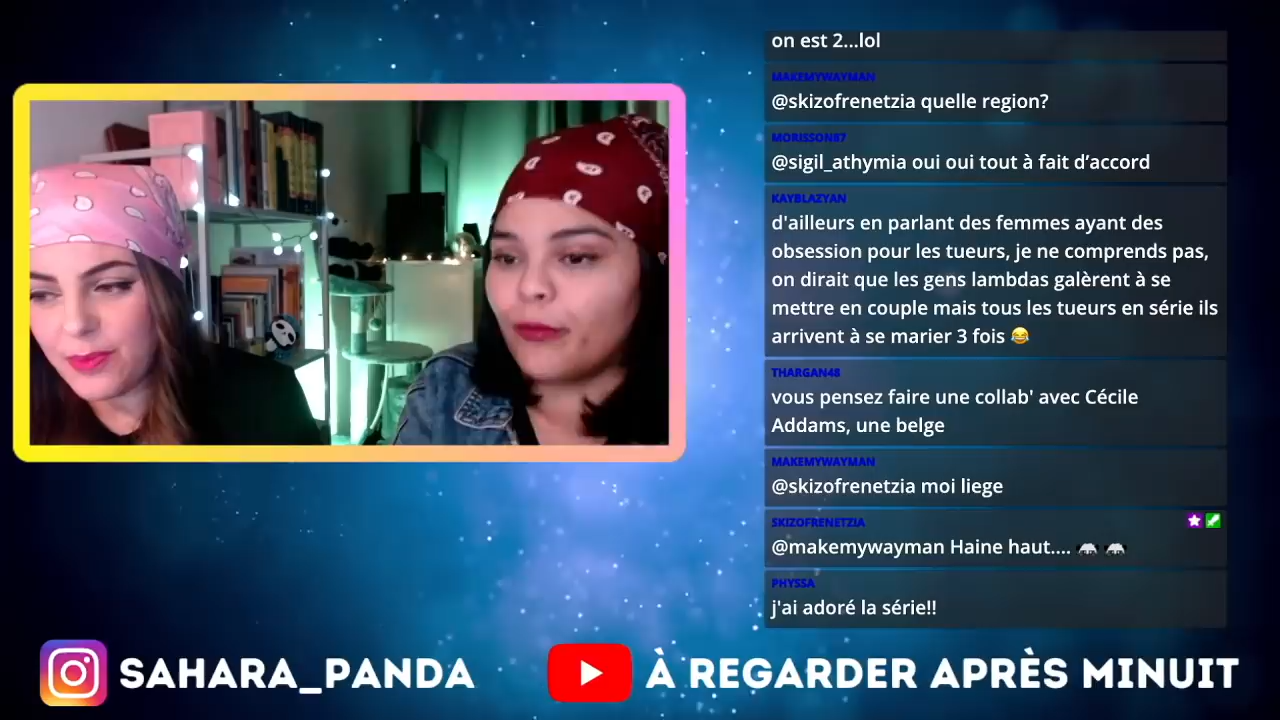 on est 2...lol
MAKEMYWAYMAN
@skizofrenetzia quelle region?
MORISSON87
@sigil_athymia oui oui tout à fait d’accord
KAYBLAZYAN
d'ailleurs en parlant des femmes ayant des
obsession pour les tueurs, je ne comprends pas,
on dirait que les gens lambdas galèrent à se
mettre en couple mais tous les tueurs en série ils
arrivent à se marier 3 fois 😂
THARGAN48
vous pensez faire une collab' avec Cécile
Addams, une belge
MAKEMYWAYMAN
@skizofrenetzia moi liege
SKIZOFRENETZIA
@makemywayman Haine haut....
PHYSSA
j'ai adoré la série!!
SAHARA_PANDA
À REGARDER APRÈS MINUIT